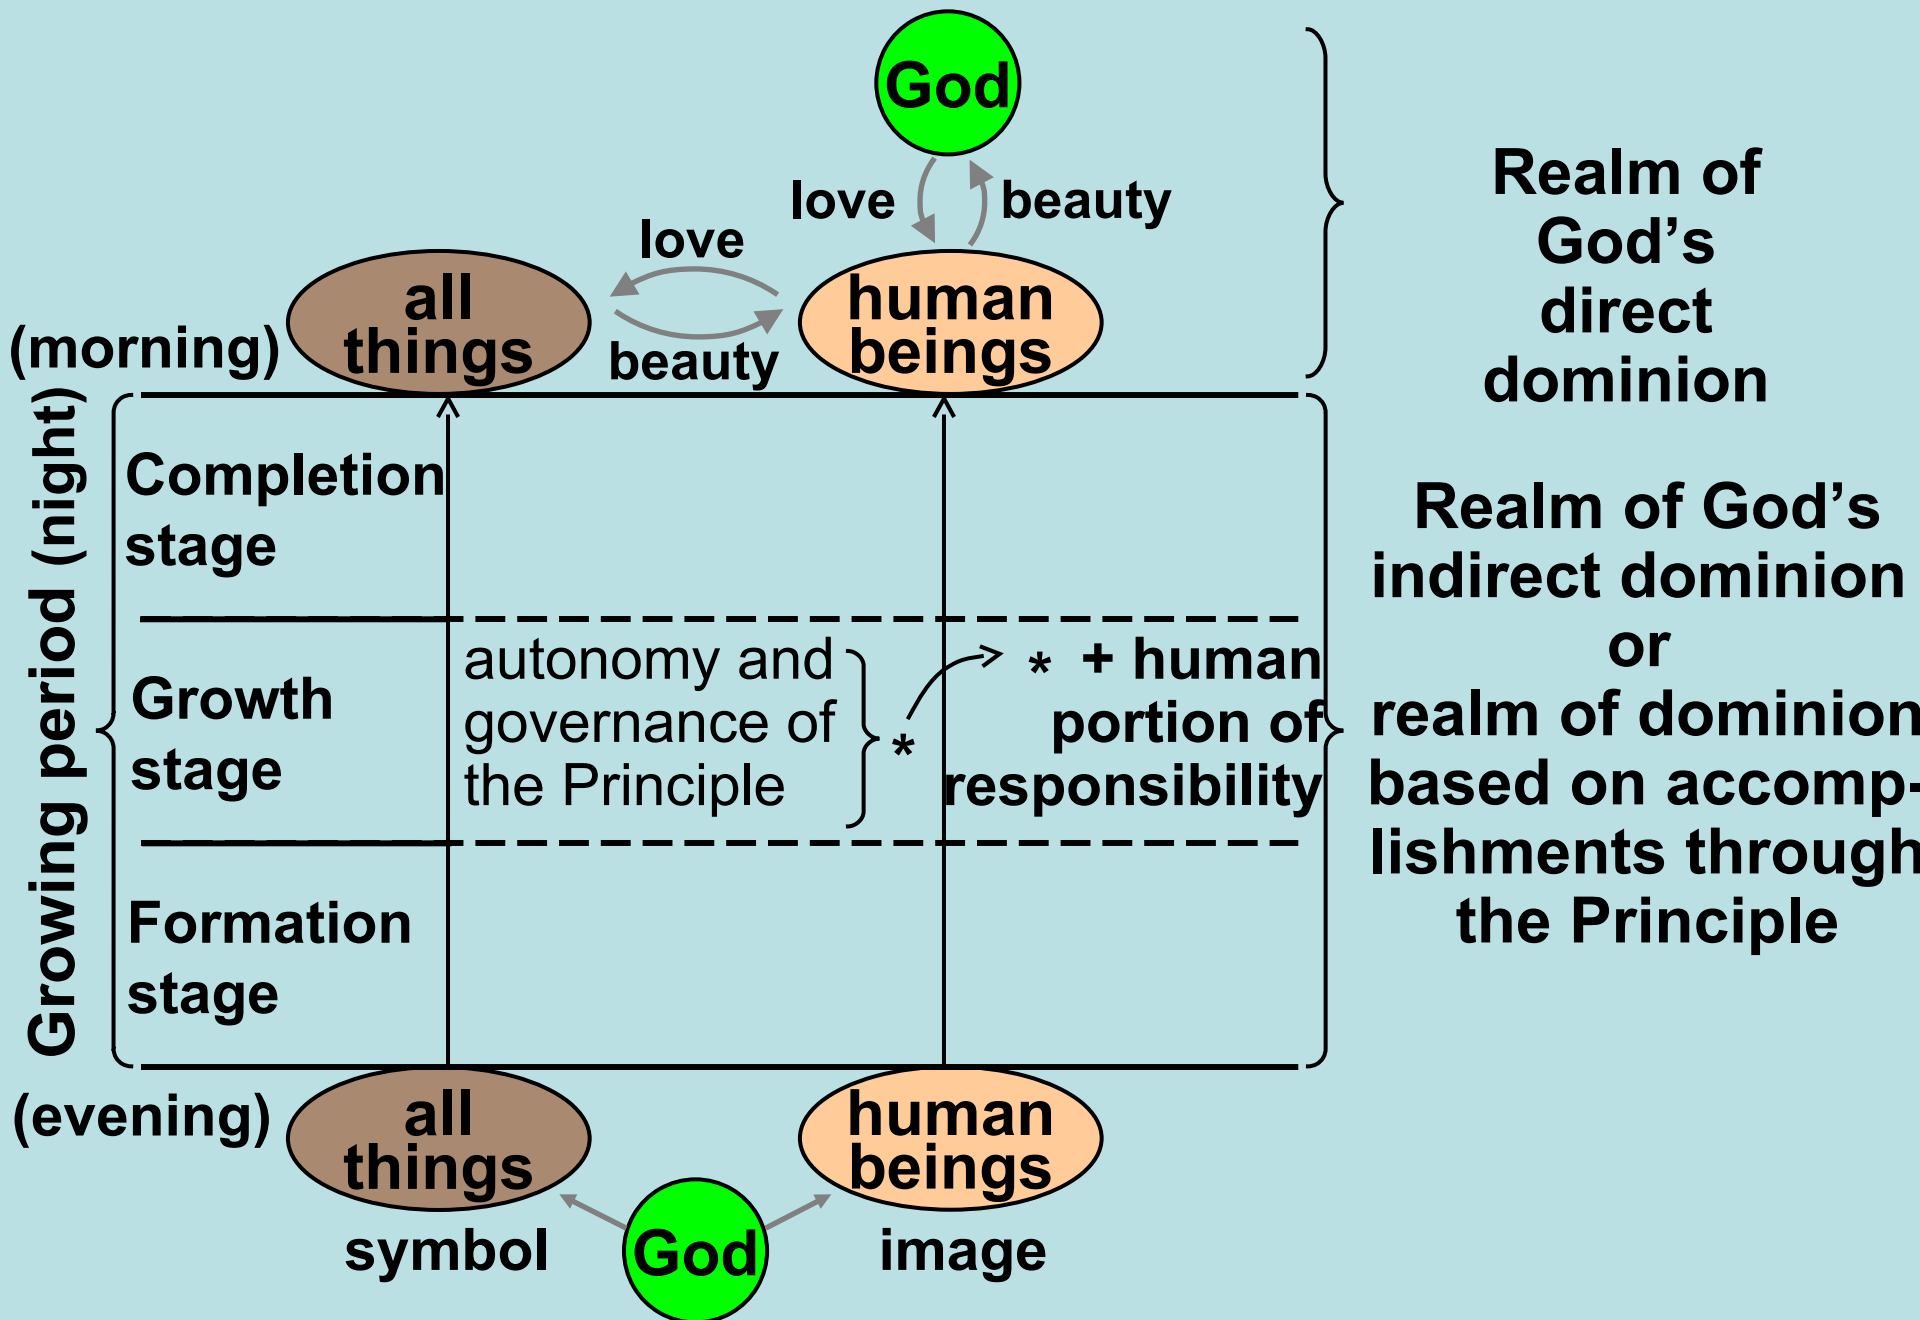 God
love
beauty
love
all
things
human
beings
beauty
(morning)
Realm of
God's
direct
dominion
Growing period (night)
Completion
stage
Growth
stage
Formation
stage
autonomy and
governance of
the Principle
*
* + human
portion of
responsibility
Realm of God's
indirect dominion
or
realm of dominion
based on accomp-
lishments through
the Principle
(evening)
all
things
human
beings
symbol
God
image